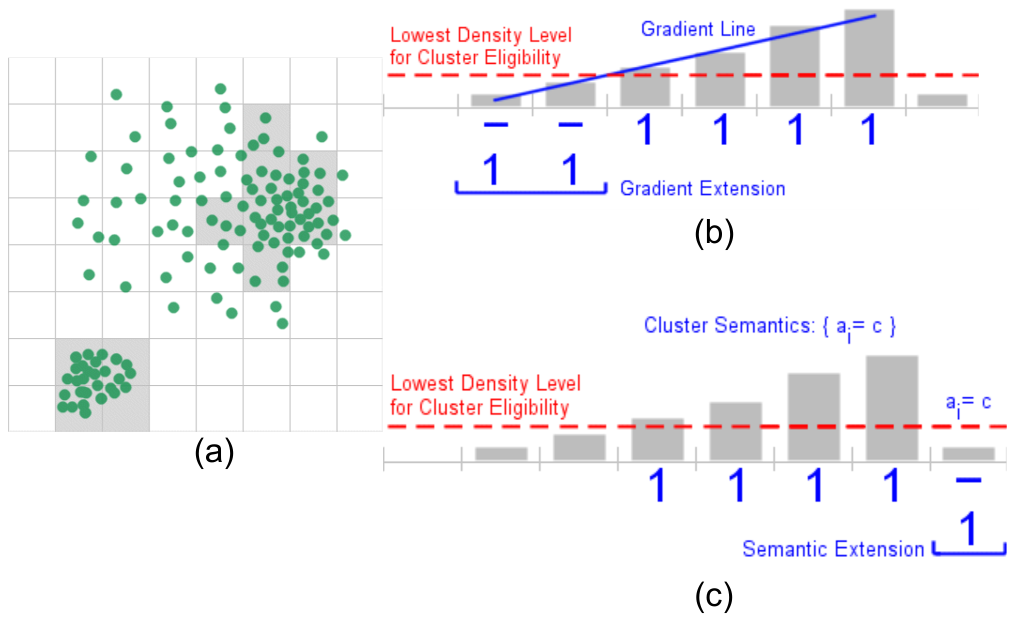 (a)
Lowest Density Level
for Cluster Eligibility
Gradient Line
– – 1 1 1 1
1 1
Gradient Extension
(b)
Cluster Semantics: { ai= c }
Lowest Density Level
for Cluster Eligibility
ai= c
1 1 1 1 –
1
Semantic Extension
(c)